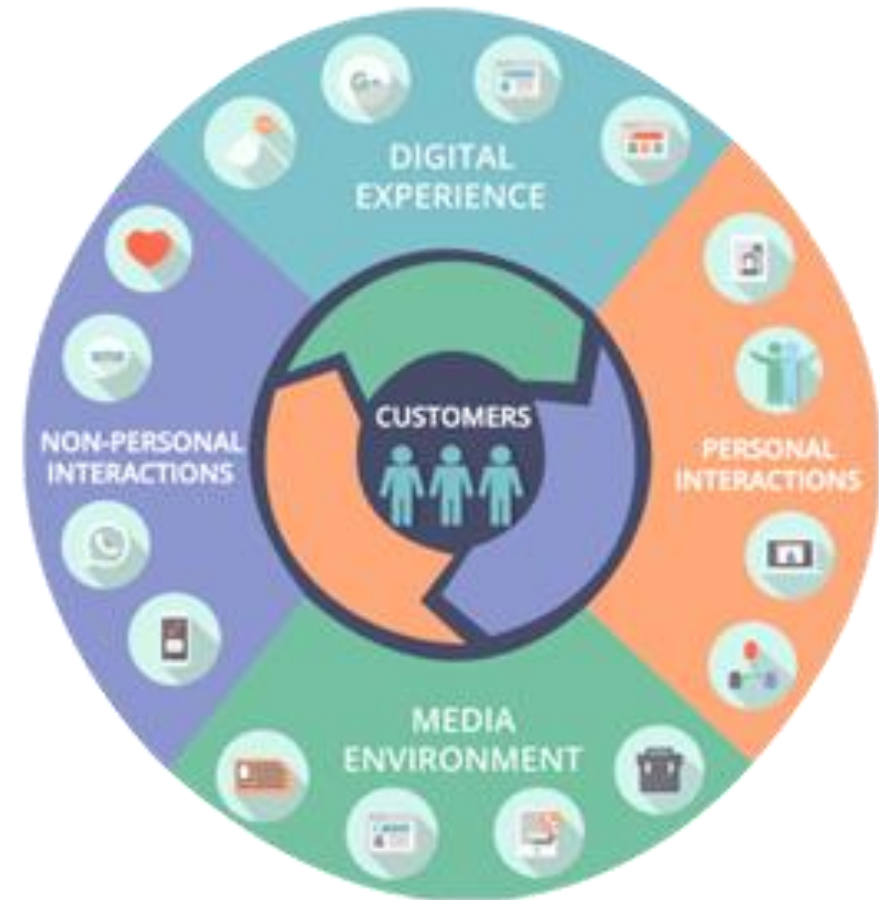 DIGITAL
EXPERIENCE
CUSTOMERS
NON-PERSONAL
INTERACTIONS
PERSONAL
INTERACTIONS
MEDIA
ENVIRONMENT